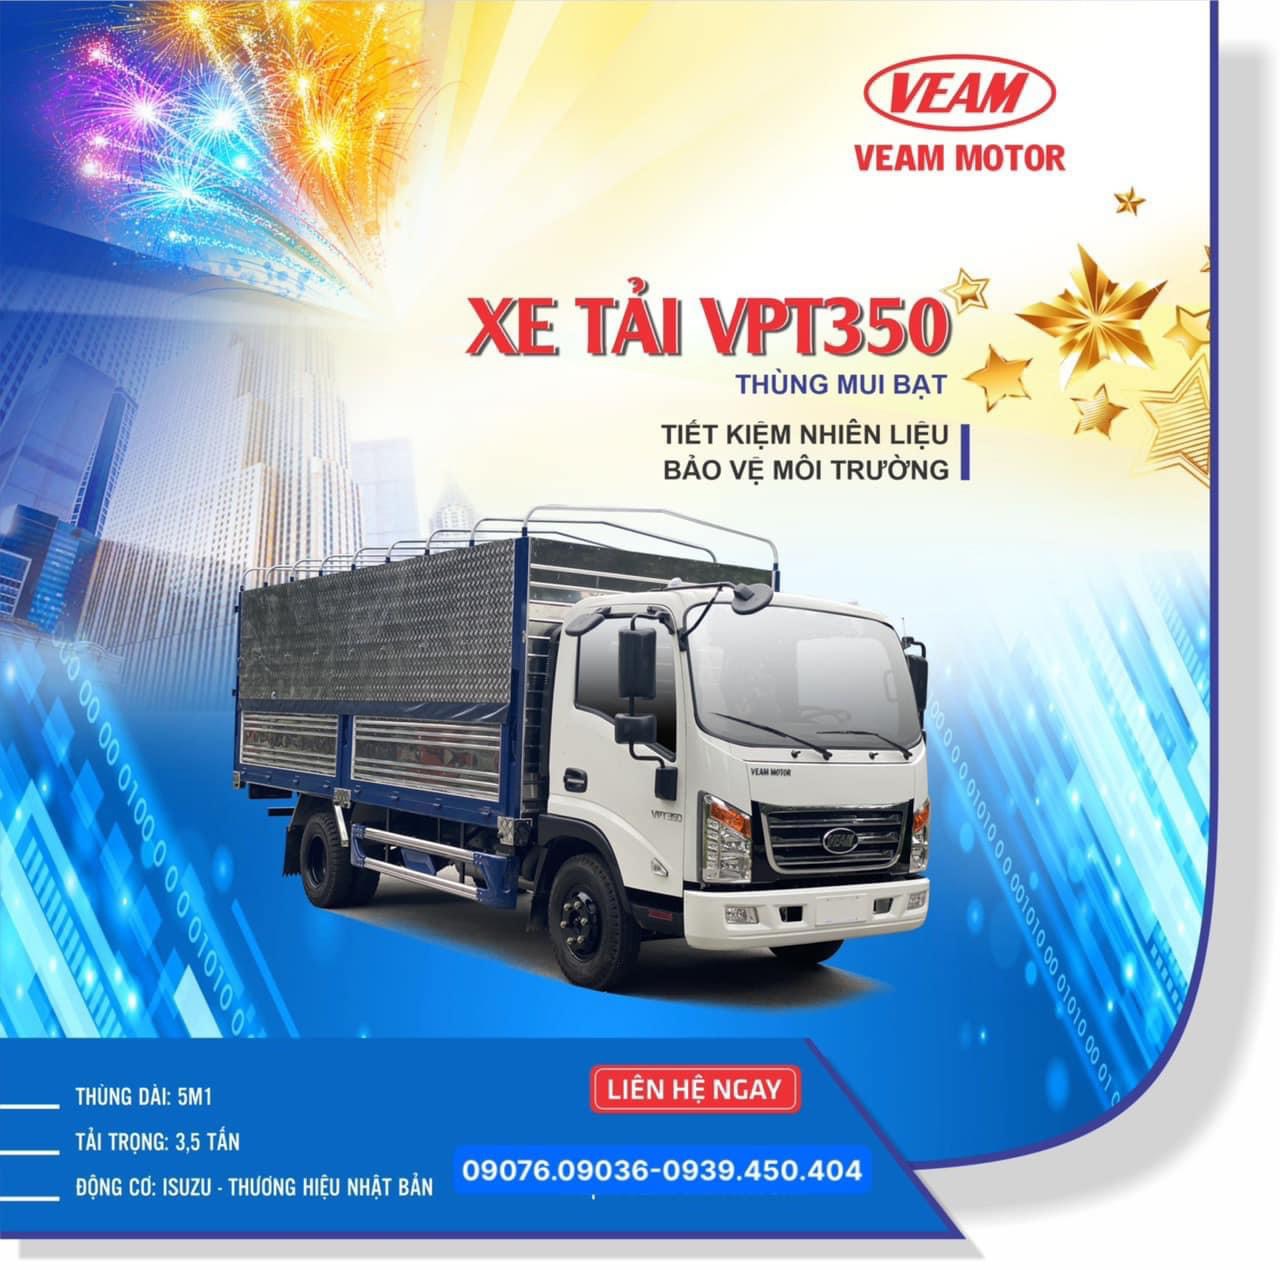 VEAM
VEAM MOTOR
XE TẢI VPT350
THÙNG MUI BẠT
TIẾT KIỆM NHIÊN LIỆU
BẢO VỆ MÔI TRƯỜNG
VEAM MOTOR
VPT350
VEAM
THÙNG DÀI: 5M1
TẢI TRỌNG: 3,5 TẤN
ĐỘNG CƠ: ISUZU - THƯƠNG HIỆU NHẬT BẢN
LIÊN HỆ NGAY
09076.09036-0939.450.404